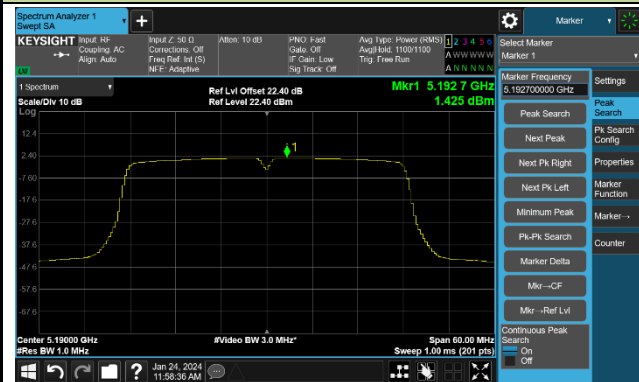 Spectrum Analyzer 1
Swept SA
+
Marker
KEYSIGHT Input: RF
Coupling: AC
Align: Auto
Input Z: 50 Ω
Corrections: Off
Freq Ref: Int (S)
NFE: Adaptive
Atten: 10 dB
PNO: Fast
Gate: Off
IF Gain: Low
Sig Track: Off
Avg Type: Power (RMS)
Avg|Hold: 1100/1100
Trig: Free Run
1 2 3 4 5 6
A W W W W W
A N N N N N
LV
Select Marker
Marker 1
1 Spectrum
Scale/Div 10 dB
Log
Ref Lvl Offset 22.40 dB
Ref Level 22.40 dBm
Mkr1 5.192 7 GHz
1.425 dBm
12.4
2.40
-7.60
-17.6
-27.6
-37.6
-47.6
-57.6
-67.6
1
Center 5.19000 GHz
#Res BW 1.0 MHz
#Video BW 3.0 MHz*
Span 60.00 MHz
Sweep 1.00 ms (201 pts)
Marker Frequency
5.192700000 GHz
Peak Search
Next Peak
Next Pk Right
Next Pk Left
Minimum Peak
Pk-Pk Search
Marker Delta
Mkr→CF
Mkr→Ref Lvl
Continuous Peak
Search
On
Off
Settings
Peak
Search
Pk Search
Config
Properties
Marker
Function
Marker→
Counter
?
Jan 24, 2024
11:58:36 AM